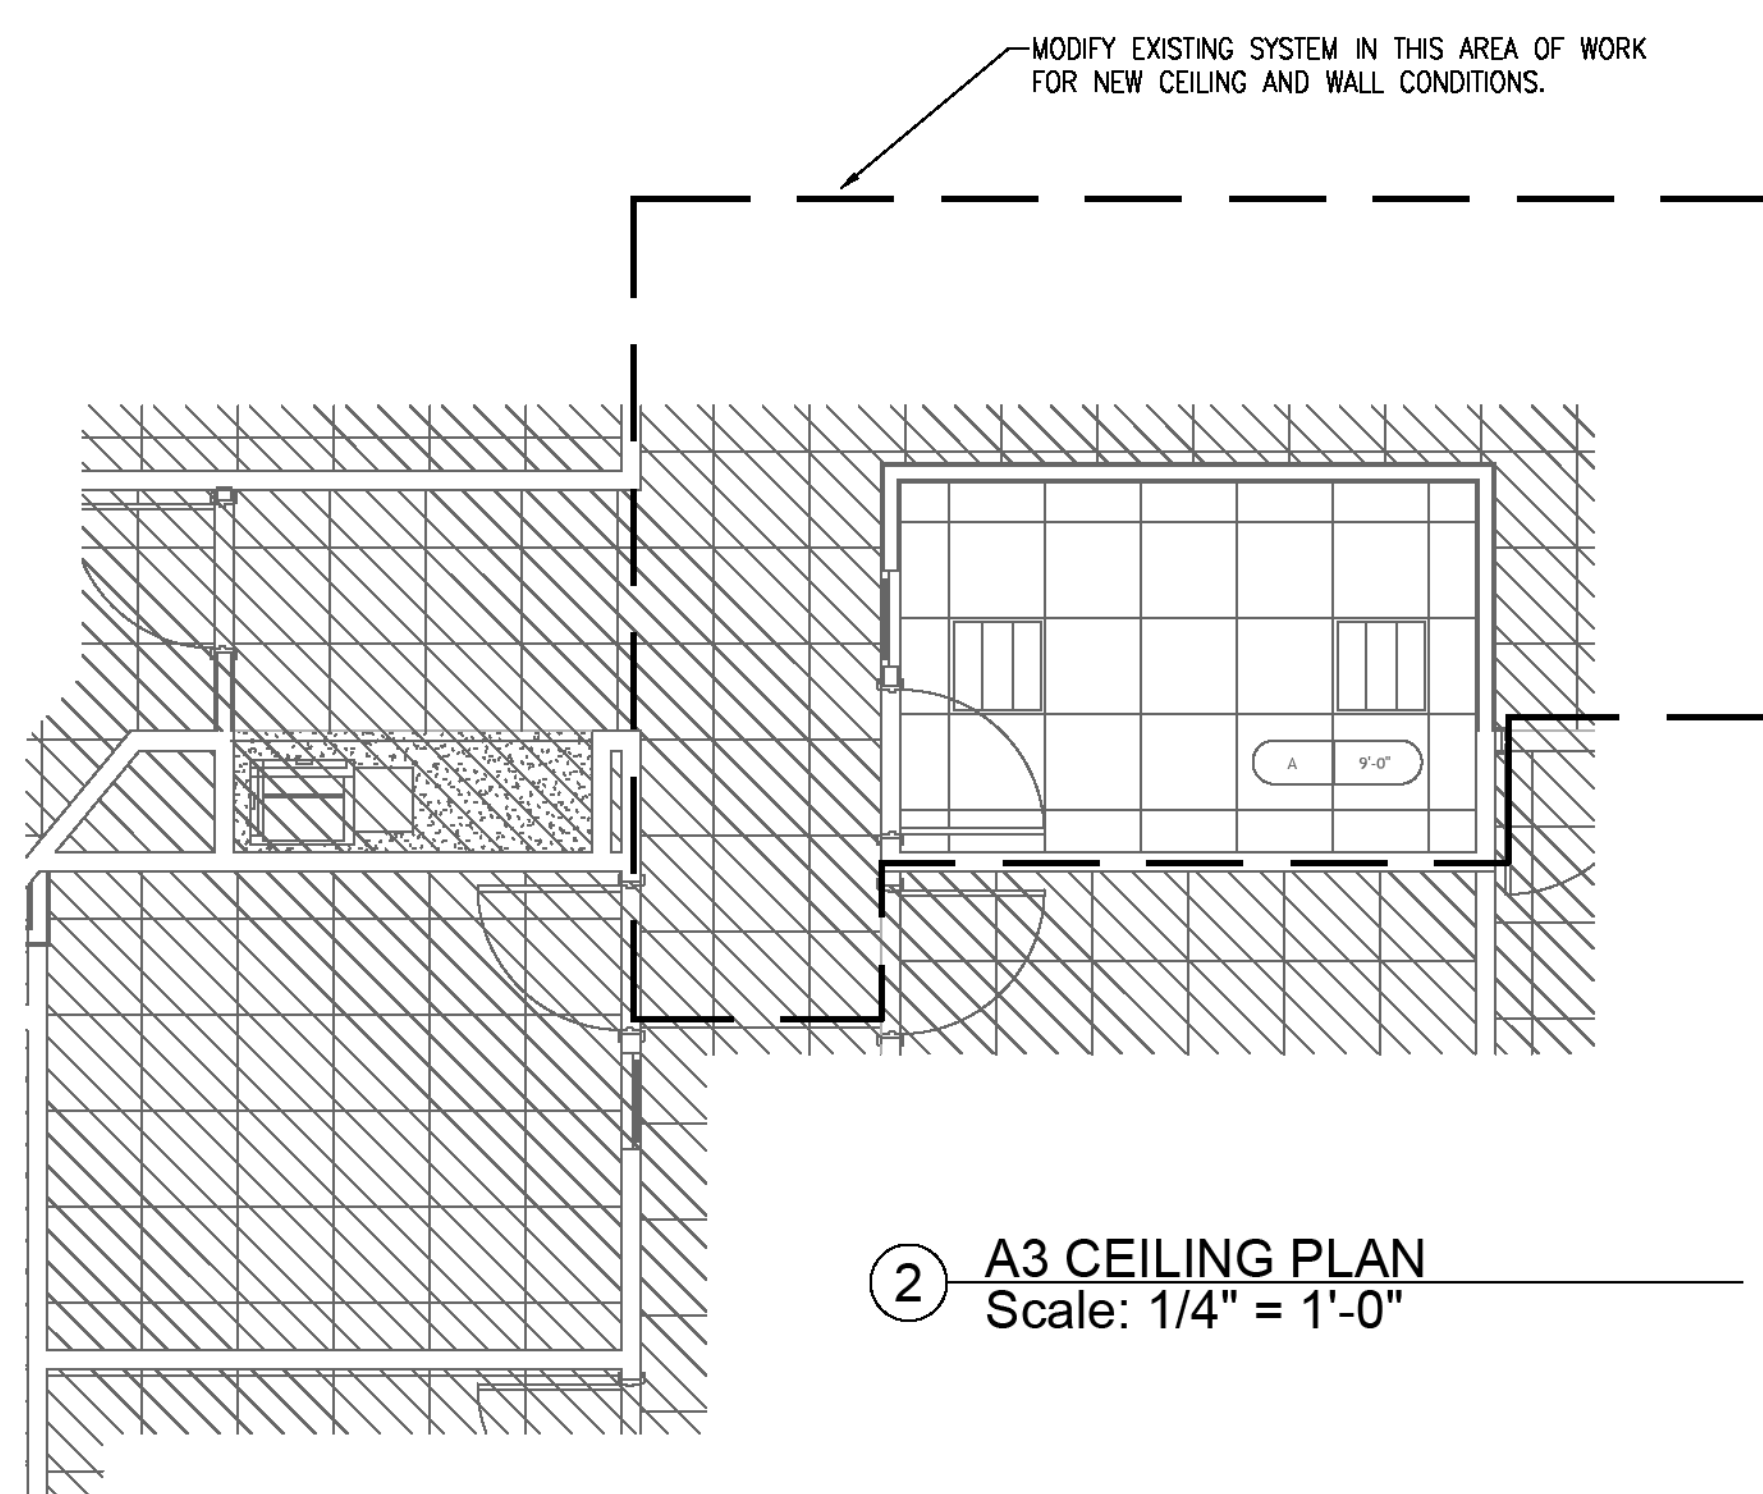 MODIFY EXISTING SYSTEM IN THIS AREA OF WORK
FOR NEW CEILING AND WALL CONDITIONS.
A 9'-0"
2
A3 CEILING PLAN
Scale: 1/4" = 1'-0"